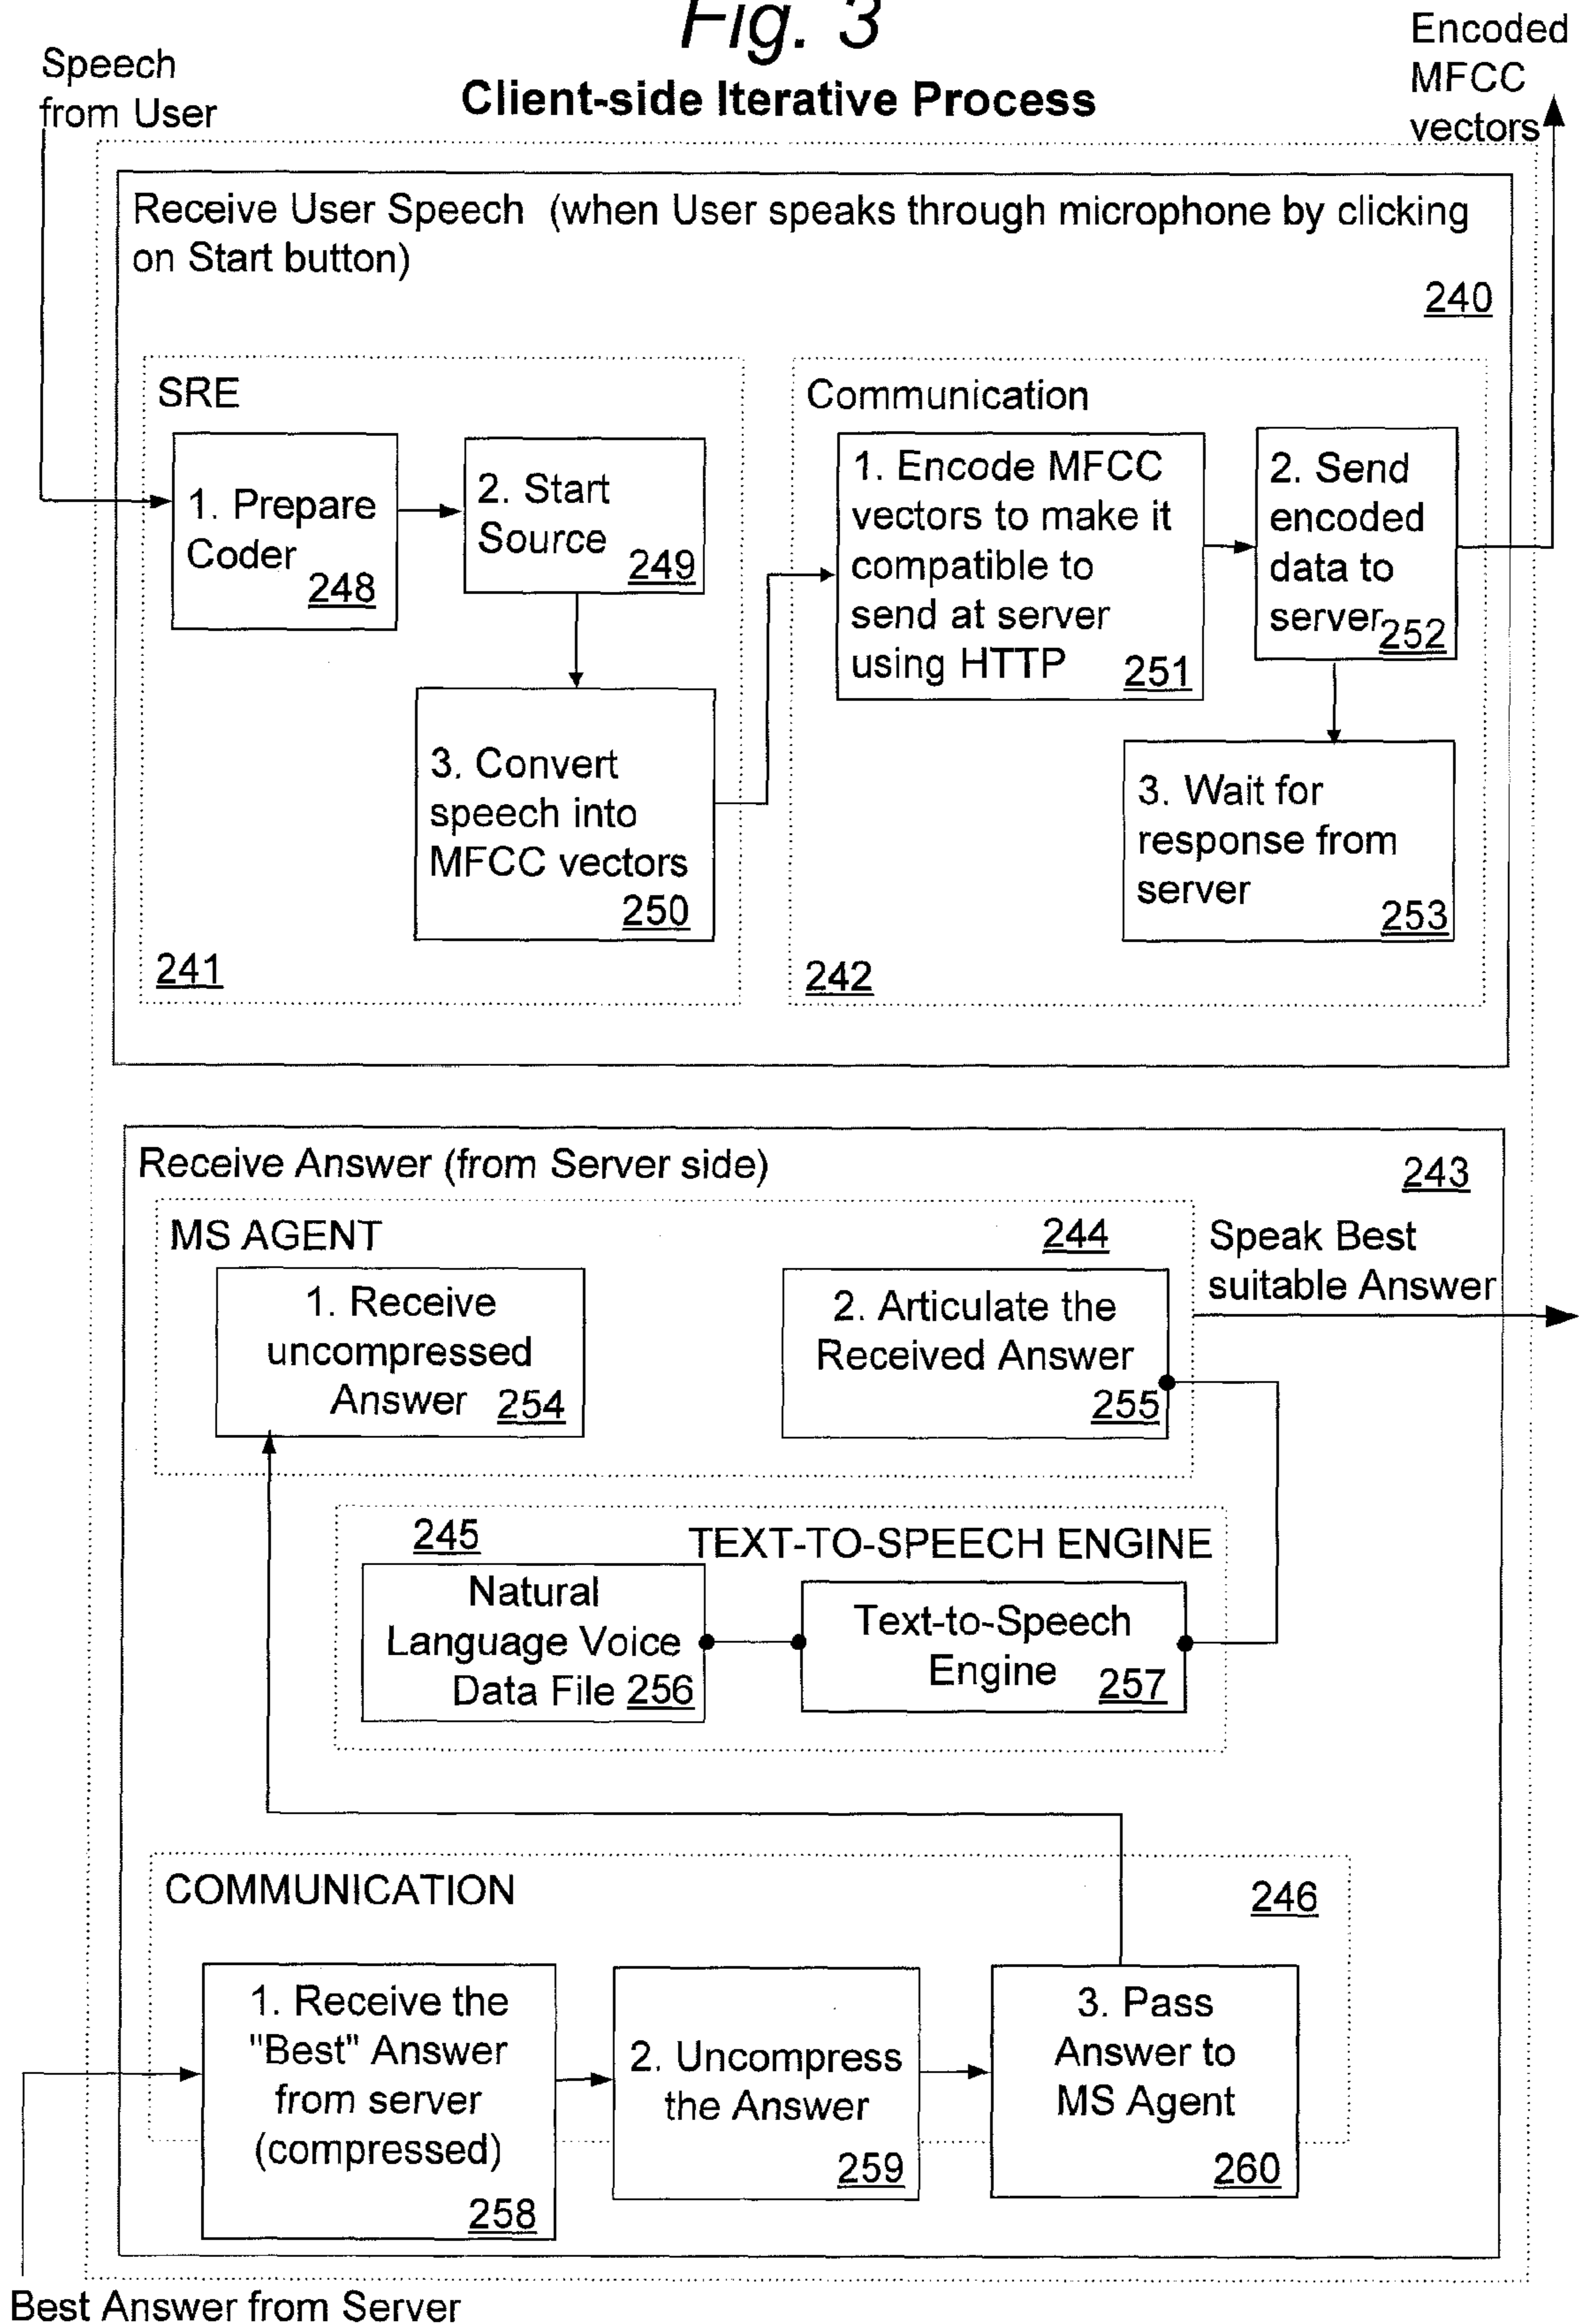 Fig. 3
Client-side Iterative Process
Speech
from User
Encoded
MFCC
vectors
Receive User Speech (when User speaks through microphone by clicking
on Start button)
240
SRE
1. Prepare
Coder
248
2. Start
Source
249
3. Convert
speech into
MFCC vectors
250
241
Communication
1. Encode MFCC
vectors to make it
compatible to
send at server
using HTTP
251
2. Send
encoded
data to
server
252
3. Wait for
response from
server
253
242
Receive Answer (from Server side)
243
MS AGENT
244
1. Receive
uncompressed
Answer 254
2. Articulate the
Received Answer
255
Speak Best
suitable Answer
245
TEXT-TO-SPEECH ENGINE
Natural
Language Voice
Data File 256
Text-to-Speech
Engine
257
COMMUNICATION
246
1. Receive the
"Best" Answer
from server
(compressed)
258
2. Uncompress
the Answer
259
3. Pass
Answer to
MS Agent
260
Best Answer from Server